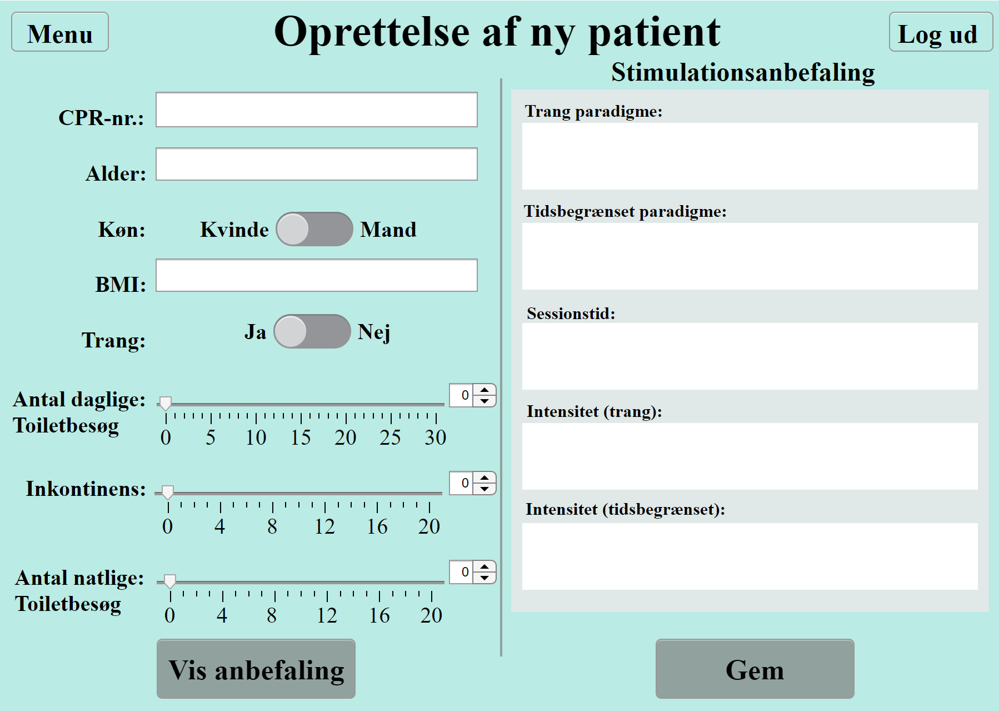 Menu
Oprettelse af ny patient
Log ud
CPR-nr.:
Alder:
Køn:
Kvinde
Mand
BMI:
Trang:
Ja
Nej
Antal daglige:
Toiletbesøg
0
0 5 10 15 20 25 30
Inkontinens:
0
0 4 8 12 16 20
Antal natlige:
Toiletbesøg
0
0 4 8 12 16 20
Vis anbefaling
Stimulationsanbefaling
Trang paradigme:
Tidsbegrænset paradigme:
Sessionstid:
Intensitet (trang):
Intensitet (tidsbegrænset):
Gem